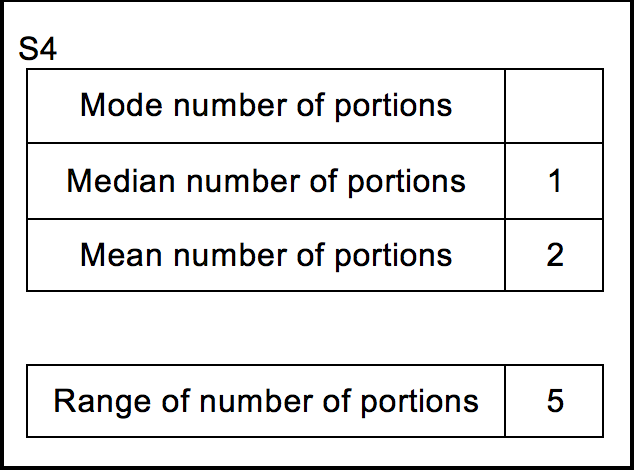 S4
Mode number of portions
Median number of portions 1
Mean number of portions 2
Range of number of portions 5